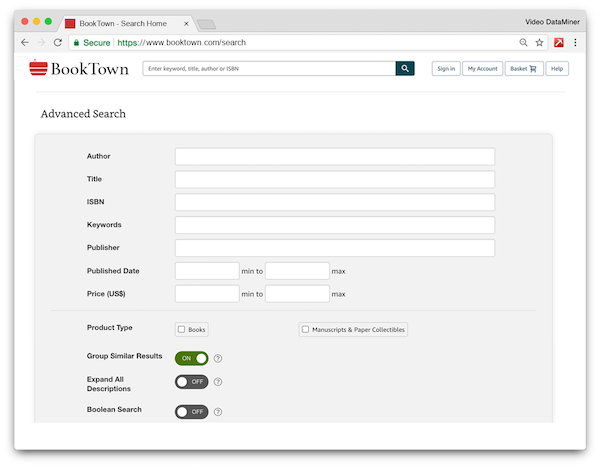 BookTown - Search Home
Video DataMiner
Secure https://www.booktown.com/search
BookTown
Enter keyword, title, author or ISBN
Sign in
My Account
Basket
Help
Advanced Search
Author
Title
ISBN
Keywords
Publisher
Published Date min to max
Price (US$) min to max
Product Type Books Manuscripts & Paper Collectibles
Group Similar Results ON ?
Expand All
Descriptions OFF ?
Boolean Search OFF ?